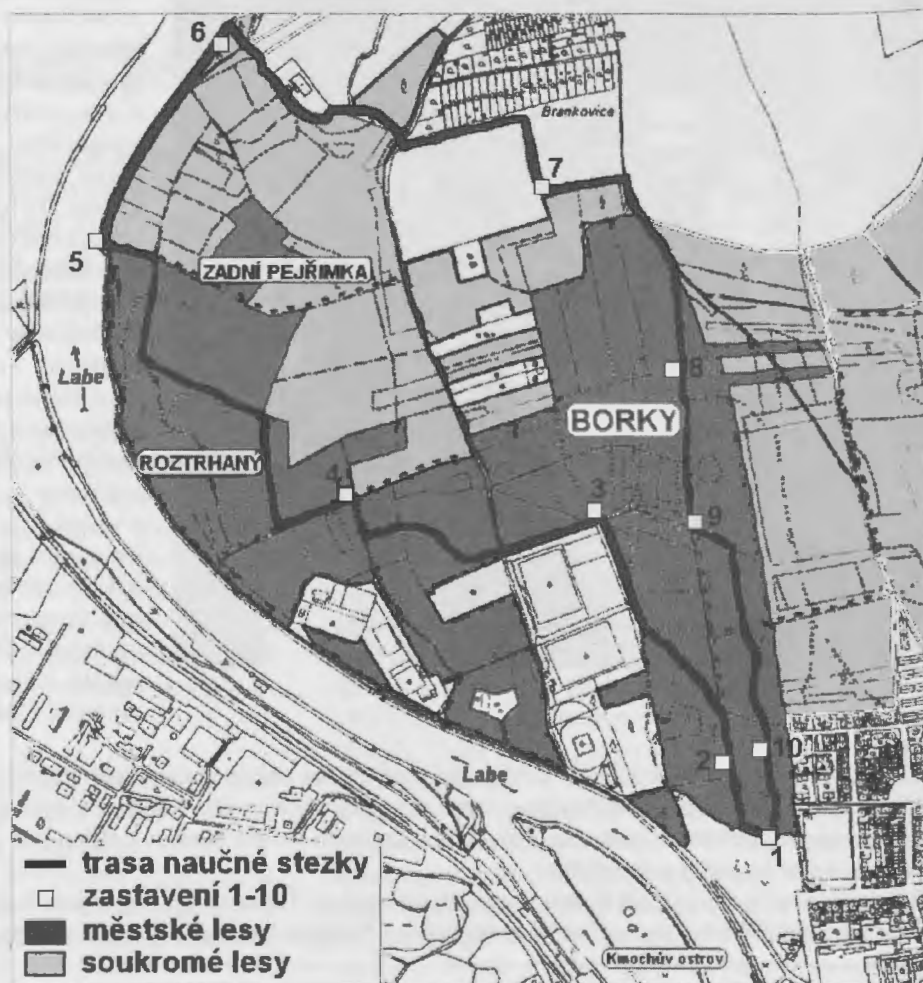 6
Brankovice
7
5
ZADNÍ PEJŘIMKA
Labe
8
BORKY
ROZTRHANÝ
4
3
9
2
10
Labe
1
trasa naučné stezky
zastavení 1-10
městské lesy
soukromé lesy
Kmochův ostrov